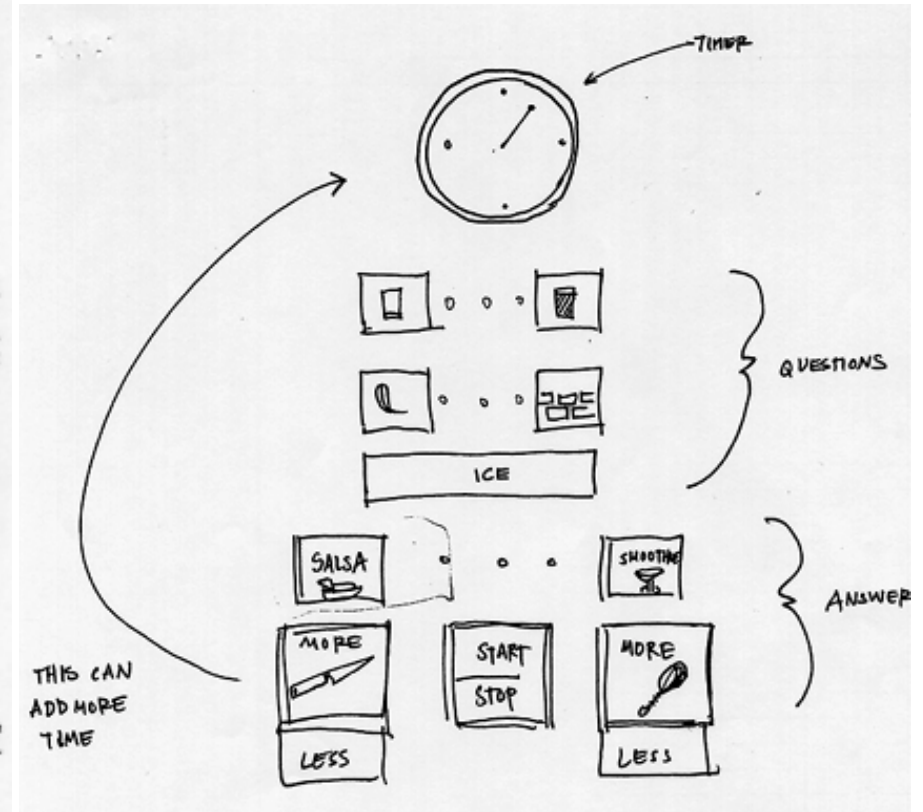 TIMER
QUESTIONS
ICE
SALSA
SMOOTHIE
ANSWER
MORE
START
MORE
STOP
THIS CAN
ADD MORE
TIME
LESS
LESS